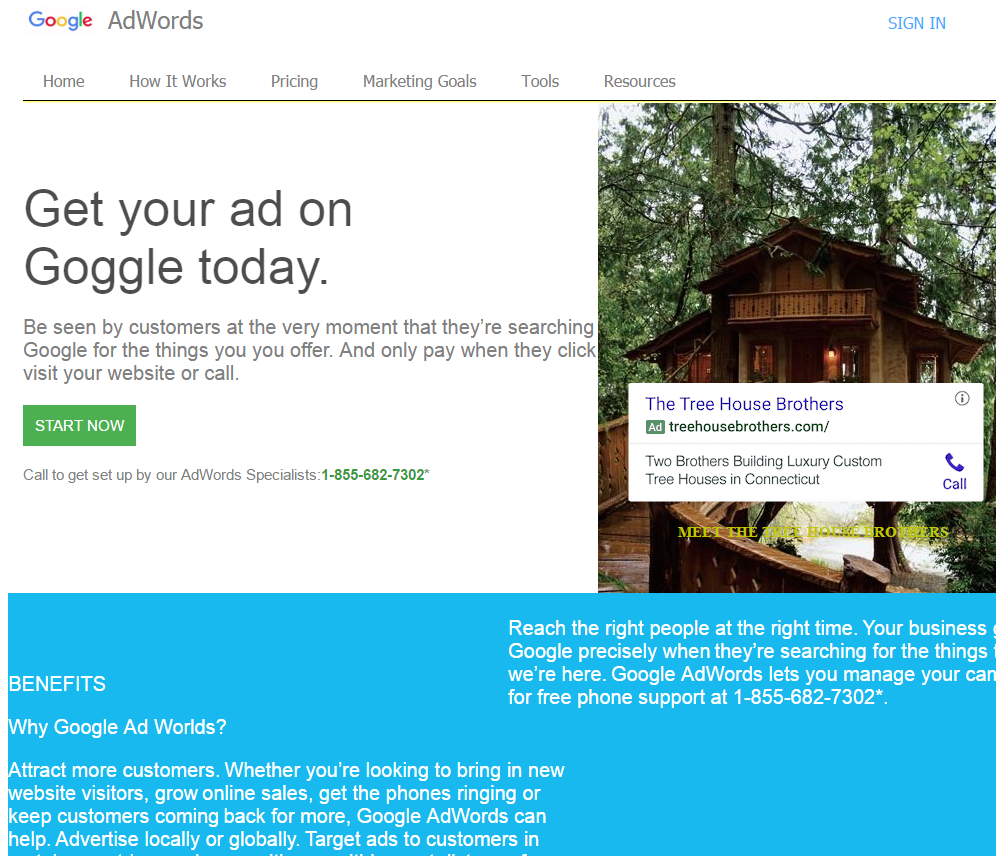 Google AdWords
SIGN IN
Home How It Works Pricing Marketing Goals Tools Resources
Get your ad on
Goggle today.
Be seen by customers at the very moment that they’re searching
Google for the things you you offer. And only pay when they click
visit your website or call.
START NOW
Call to get set up by our AdWords Specialists:1-855-682-7302*
The Tree House Brothers
Ad treehousebrothers.com/
Two Brothers Building Luxury Custom
Tree Houses in Connecticut
Call
MEET THE TREE HOUSE BROTHERS
Reach the right people at the right time. Your business
Google precisely when they’re searching for the things
we’re here. Google AdWords lets you manage your
for free phone support at 1-855-682-7302*.
BENEFITS
Why Google Ad Worlds?
Attract more customers. Whether you’re looking to bring in new
website visitors, grow online sales, get the phones ringing or
keep customers coming back for more, Google AdWords can
help. Advertise locally or globally. Target ads to customers in